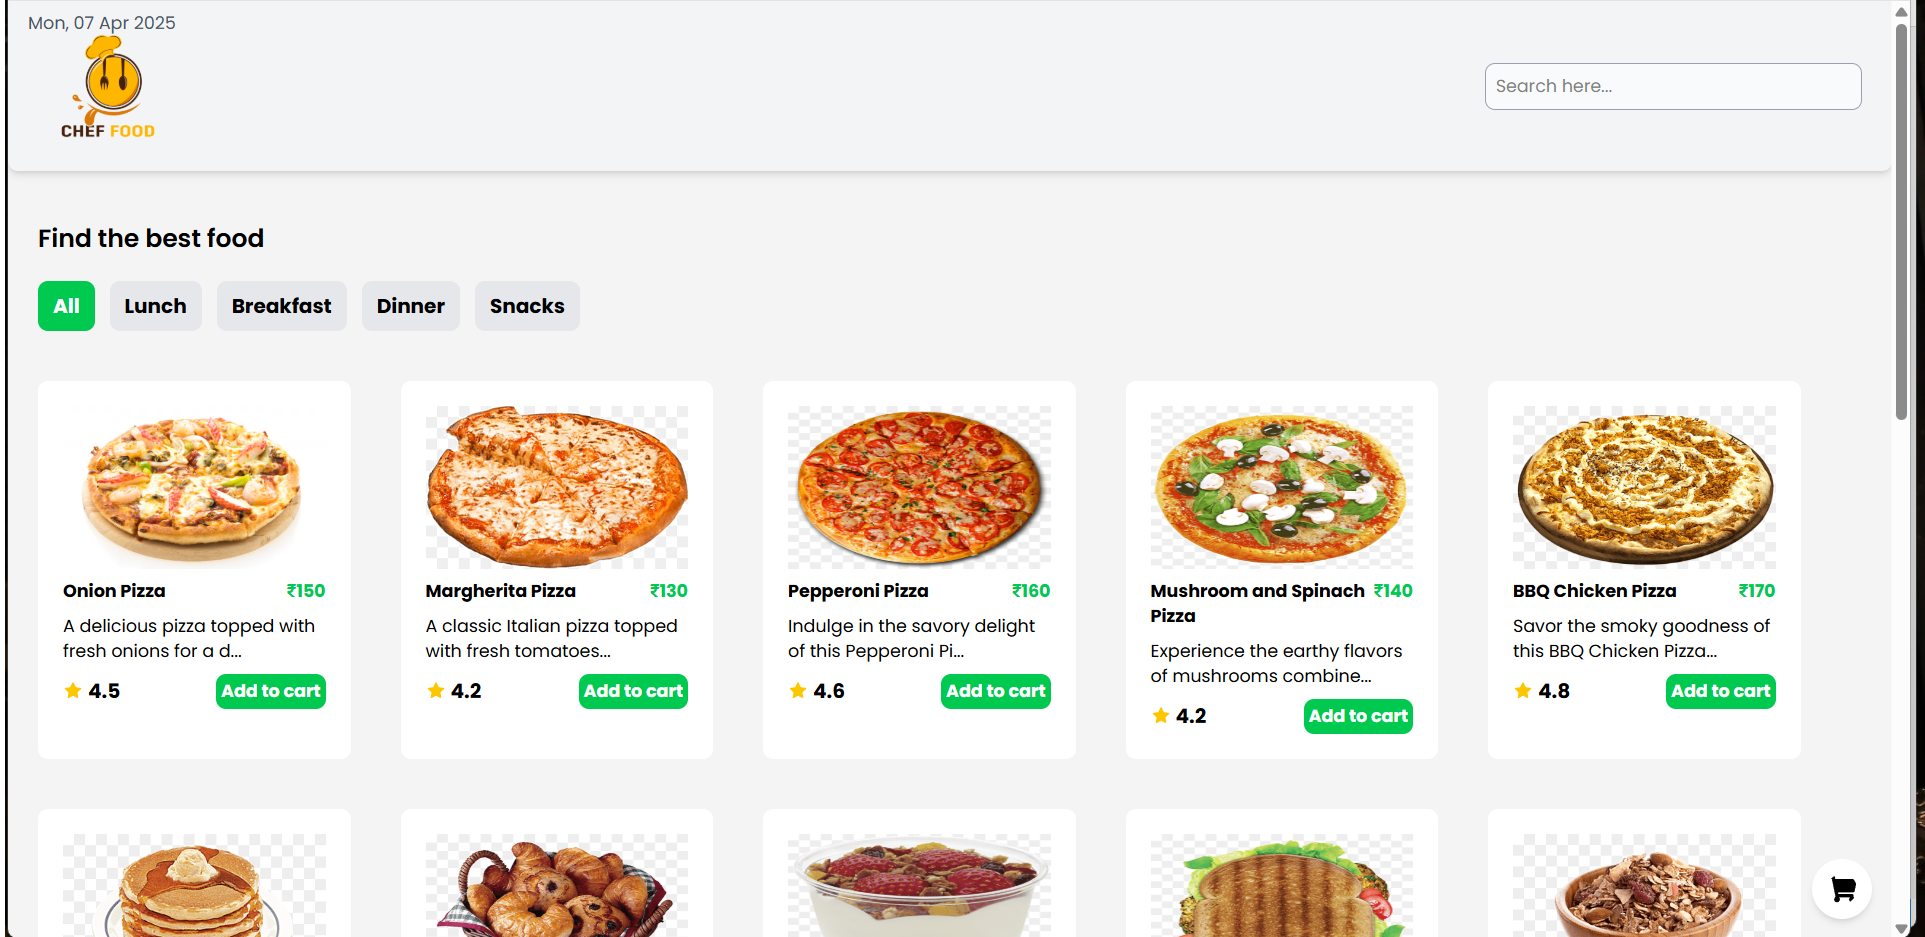 Mon, 07 Apr 2025
CHEF FOOD
Search here...
Find the best food
All
Lunch
Breakfast
Dinner
Snacks
Onion Pizza
₹150
A delicious pizza topped with
fresh onions for a d...
4.5
Add to cart
Margherita Pizza
₹130
A classic Italian pizza topped
with fresh tomatoes...
4.2
Add to cart
Pepperoni Pizza
₹160
Indulge in the savory delight
of this Pepperoni Pi...
4.6
Add to cart
Mushroom and Spinach
Pizza
₹140
Experience the earthy flavors
of mushrooms combine...
4.2
Add to cart
BBQ Chicken Pizza
₹170
Savor the smoky goodness of
this BBQ Chicken Pizza...
4.8
Add to cart